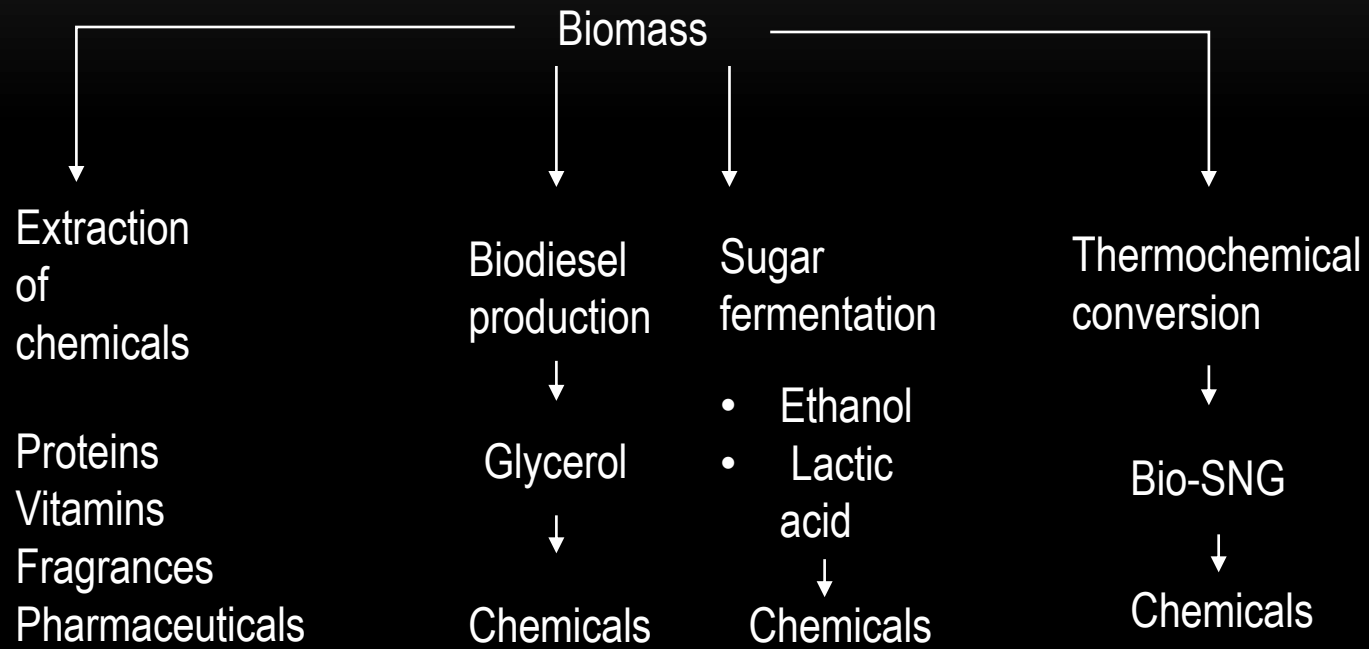 Biomass
Extraction
of
chemicals
Proteins
Vitamins
Fragrances
Pharmaceuticals
Biodiesel
production
Glycerol
Chemicals
Sugar
fermentation
• Ethanol
• Lactic
acid
Chemicals
Thermochemical
conversion
Bio-SNG
Chemicals